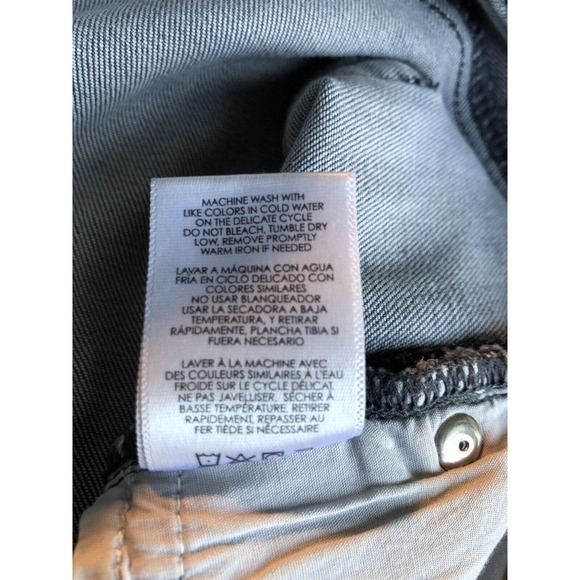 MACHINE WASH WITH
LIKE COLORS IN COLD WATER
ON THE DELICATE CYCLE
DO NOT BLEACH, TUMBLE DRY
LOW, REMOVE PROMPTLY
WARM IRON IF NEEDED
LAVAR A MÁQUINA CON AGUA
FRÍA EN CICLO DELICADO CON
COLORES SIMILARES
NO USAR BLANQUEADOR
USAR LA SECADORA A BAJA
TEMPERATURA, Y RETIRAR
RÁPIDAMENTE, PLANCHA TIBIA SI
FUERA NECESARIO
LAVER À LA MACHINE AVEC
DES COULEURS SIMILAIRES À L'EAU
FROIDE SUR LE CYCLE DÉLICAT.
NE PAS JAVELLISER. SÉCHER À
BASSE TEMPÉRATURE. RETIRER
RAPIDEMENT, REPASSER AU
FER TIÈDE SI NÉCESSAIRE